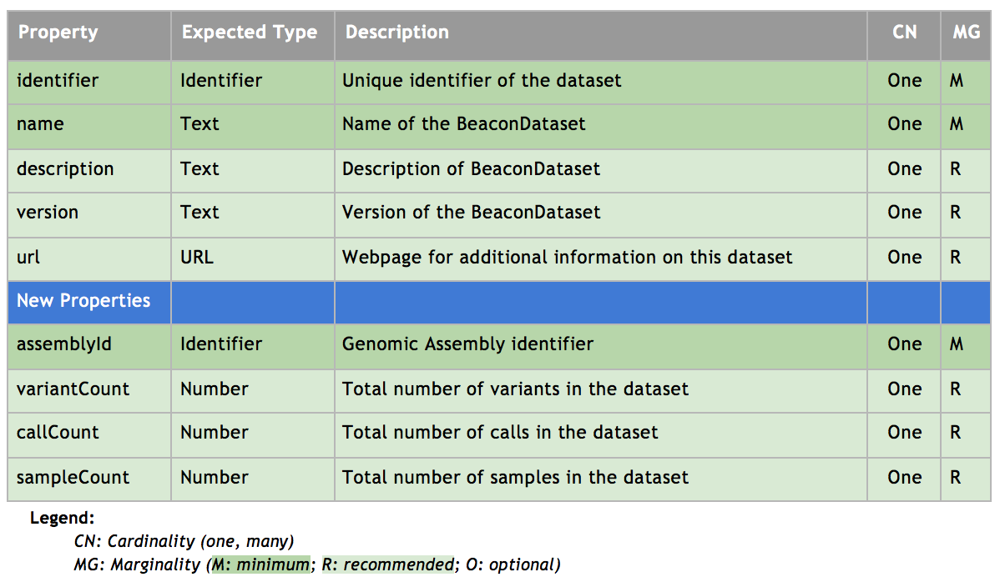 Property Expected Type Description CN MG
identifier Identifier Unique identifier of the dataset One M
name Text Name of the BeaconDataset One M
description Text Description of BeaconDataset One R
version Text Version of the BeaconDataset One R
url URL Webpage for additional information on this dataset One R
New Properties
assemblyId Identifier Genomic Assembly identifier One M
variantCount Number Total number of variants in the dataset One R
callCount Number Total number of calls in the dataset One R
sampleCount Number Total number of samples in the dataset One R
Legend:
CN: Cardinality (one, many)
MG: Marginality (M: minimum; R: recommended; O: optional)